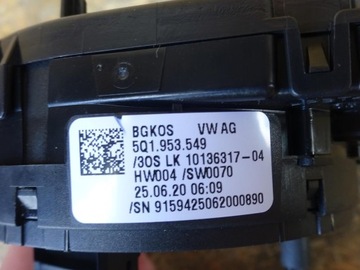 BGKOS VW AG
5Q1.953.549
/3OS LK 10136317-04
HW004 /SW0070
25.06.20 06:09
/SN 9159425062000890